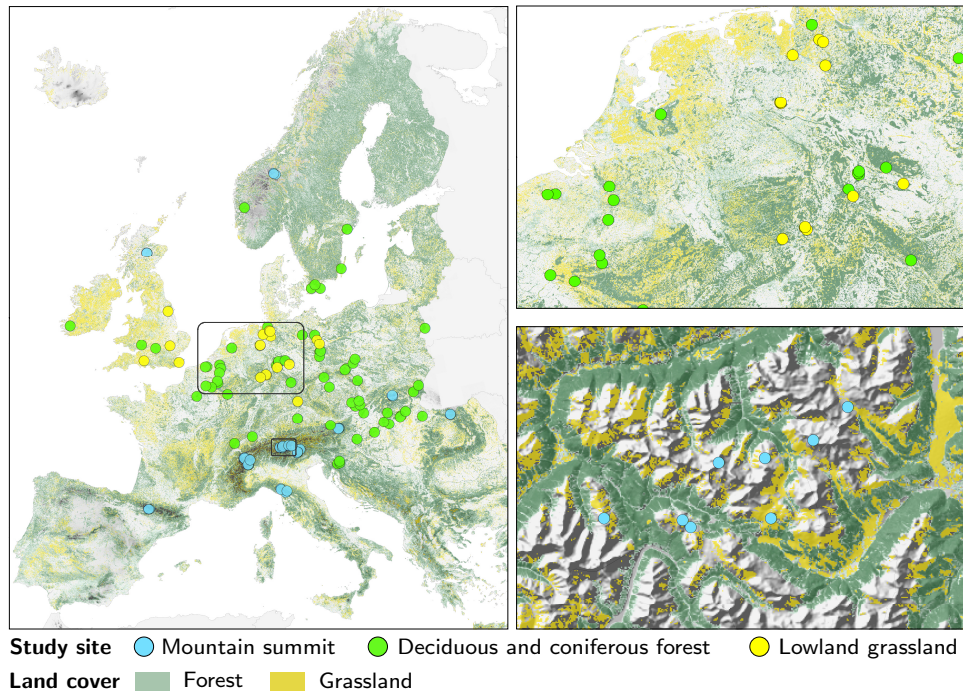 Study site Mountain summit Deciduous and coniferous forest Lowland grassland
Land cover Forest Grassland